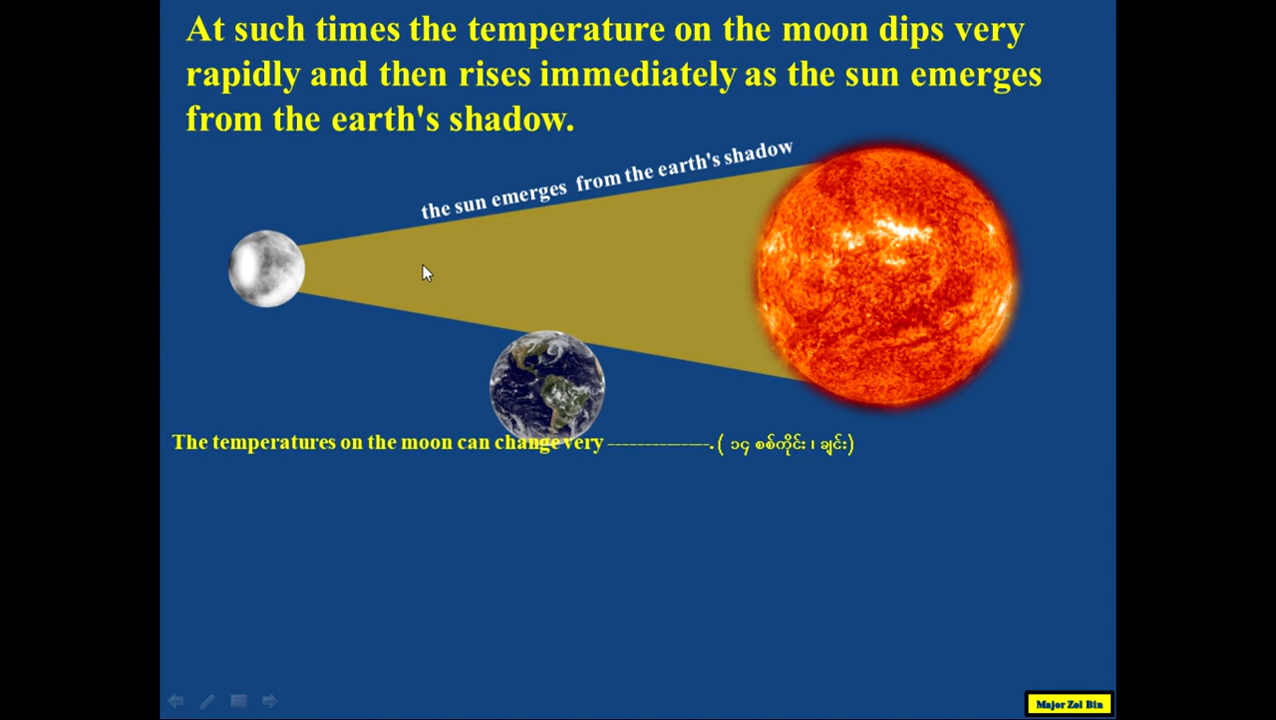 At such times the temperature on the moon dips very
rapidly and then rises immediately as the sun emerges
from the earth's shadow.
the sun emerges from the earth's shadow
The temperatures on the moon can change very ---------------. ( ၁၄ စစ်ကိုင်း ၊ ချင်း)
Major Zol Bin